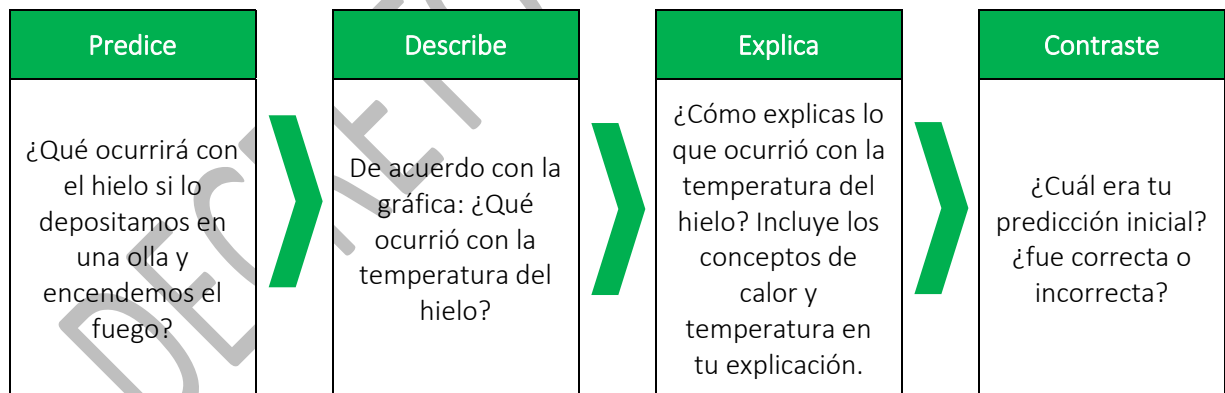 Predice
¿Qué ocurrirá con
el hielo si lo
depositamos en
una olla y
encendemos el
fuego?
Describe
De acuerdo con la
gráfica: ¿Qué
ocurrió con la
temperatura del
hielo?
Explica
¿Cómo explicas lo
que ocurrió con la
temperatura del
hielo? Incluye los
conceptos de
calor y
temperatura en
tu explicación.
Contraste
¿Cuál era tu
predicción inicial?
¿fue correcta o
incorrecta?